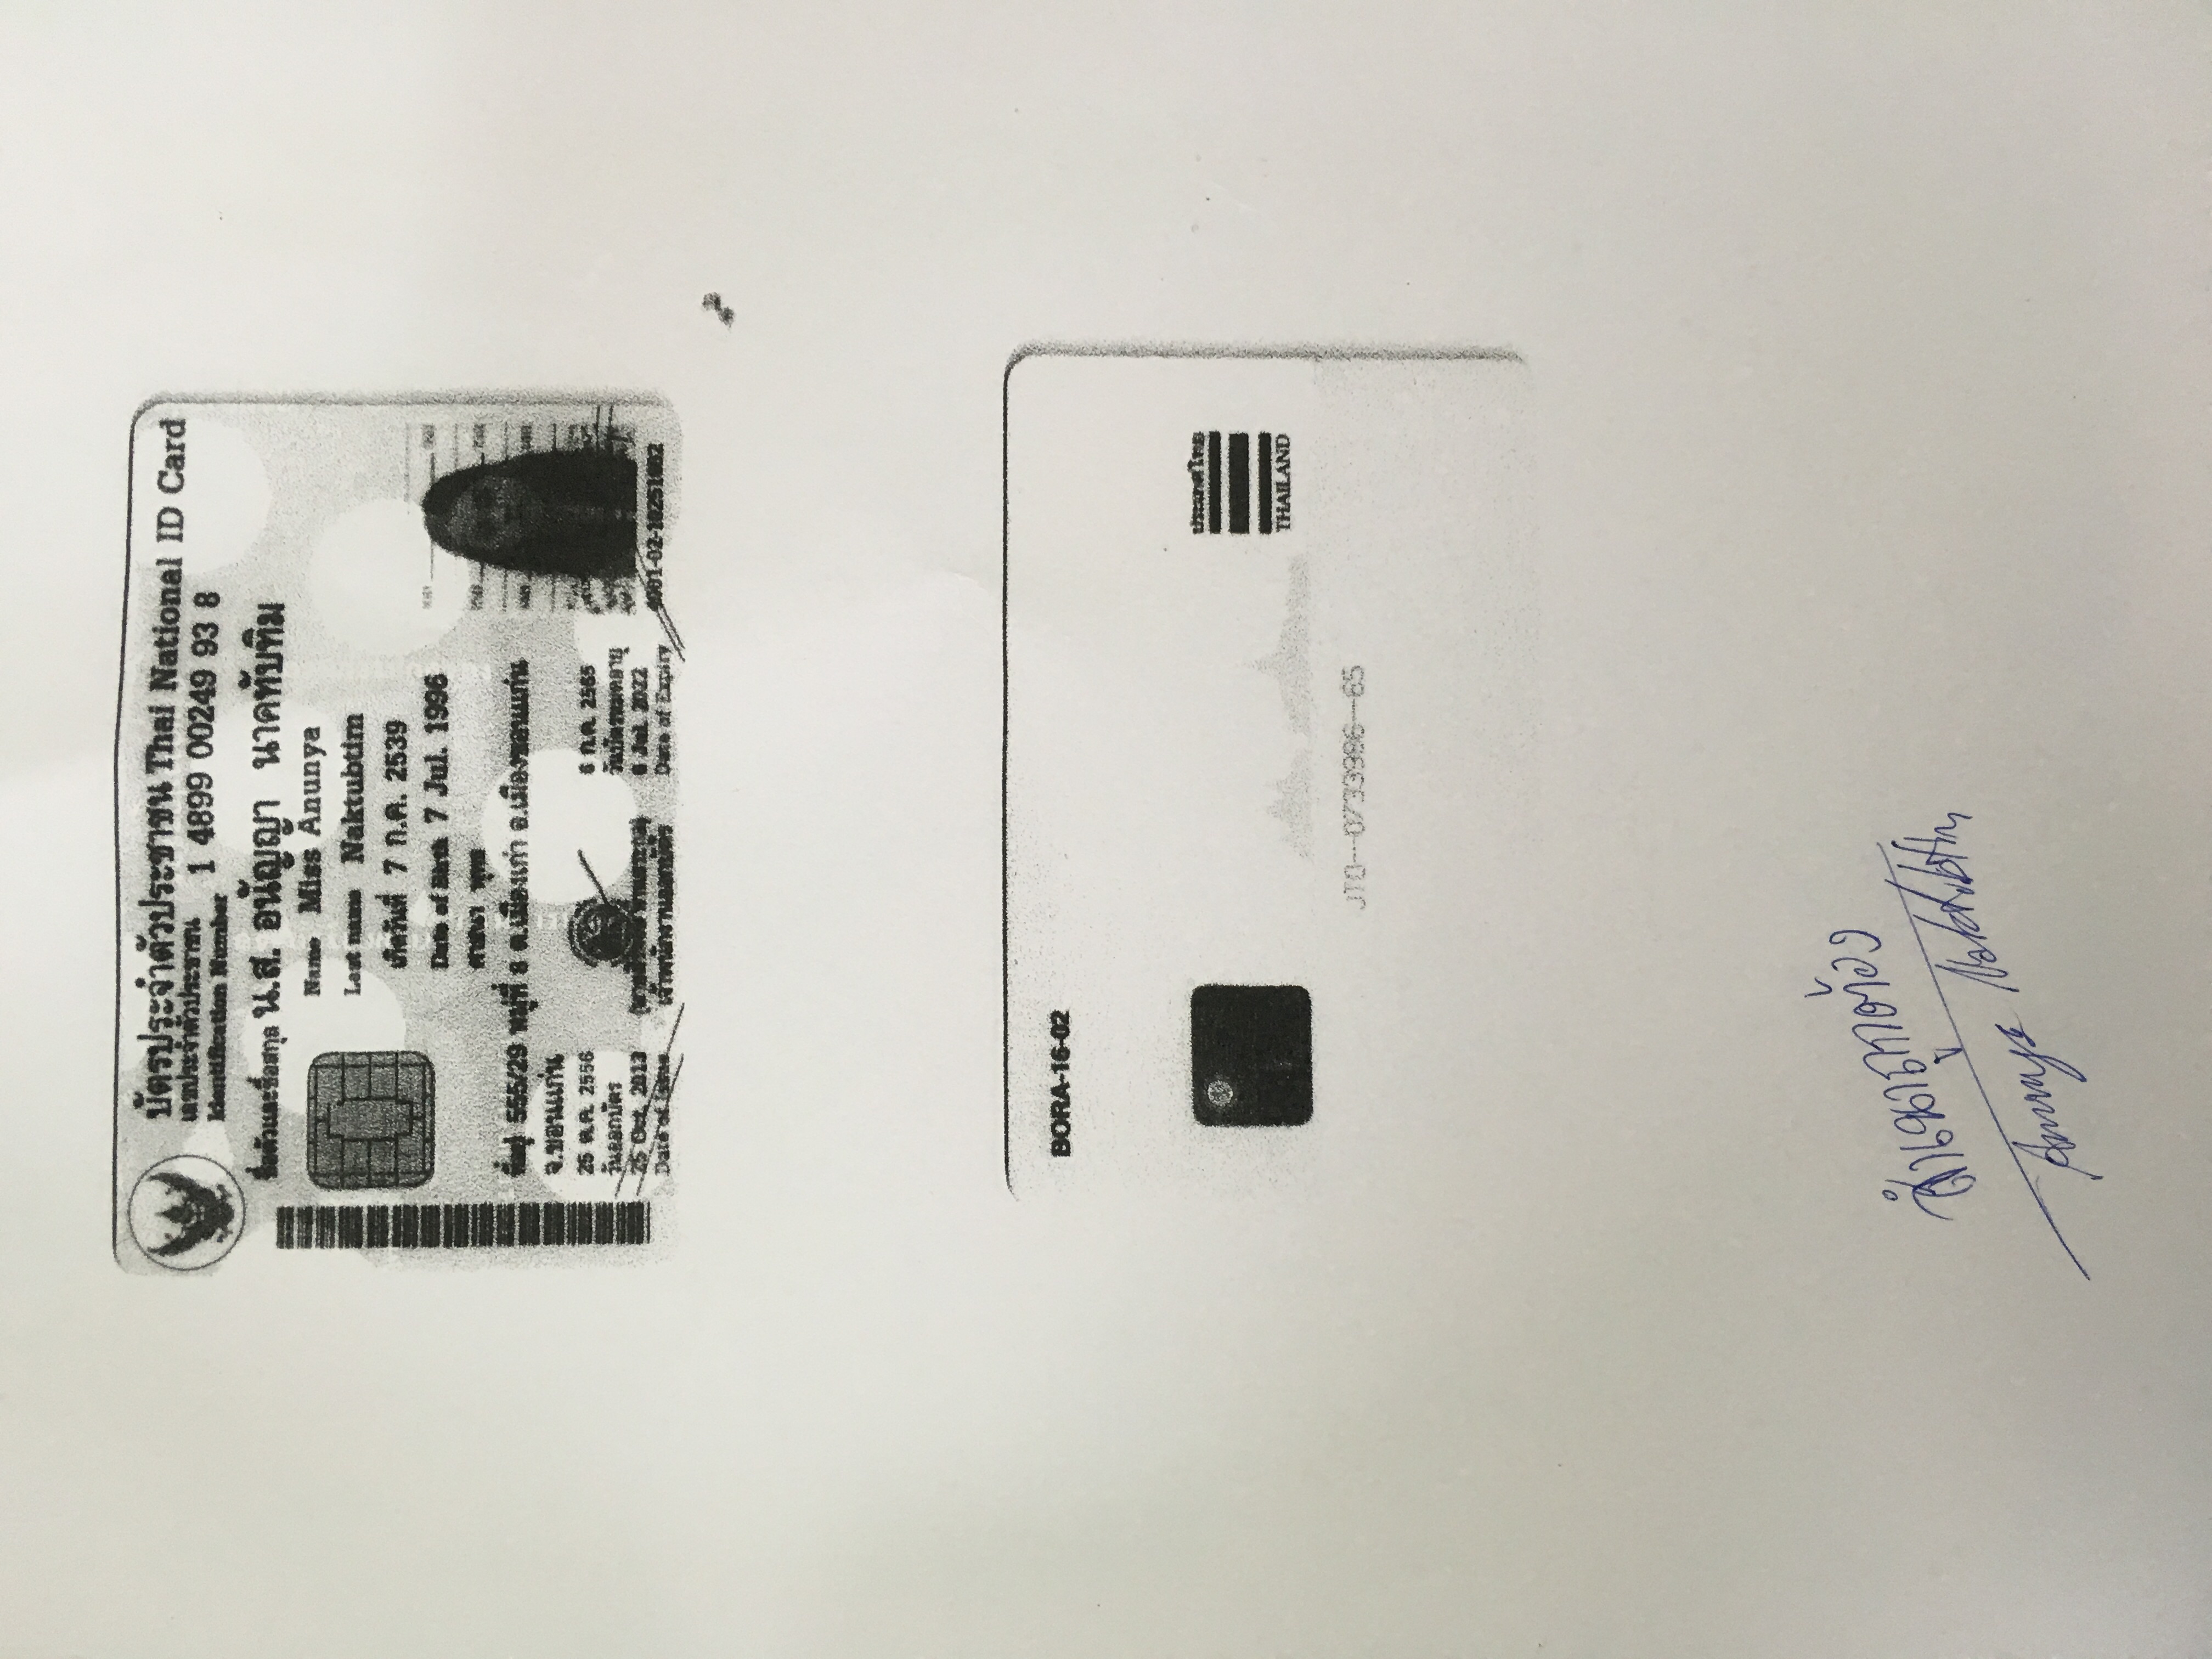 บัตรประจำตัวประชาชน Thai National ID Card
เลขประจำตัวประชาชน
Identification Number 1 4899 00249 93 8
ชื่อตัวและชื่อสกุล น.ส. อนัญญา นาคทับทิม
Name Miss Anunya
Last name Naktubtim
เกิดวันที่ 7 ก.ค. 2539
Date of Birth 7 Jul. 1996
ศาสนา พุทธ
ที่อยู่ 555/29 หมู่ที่ 8 ต.เมืองเก่า อ.เมืองขอนแก่น
จ.ขอนแก่น
25 ต.ค. 2556
วันออกบัตร
25 Oct. 2013
Date of Issue
เจ้าพนักงานออกบัตร
6 ก.ค. 2565
วันบัตรหมดอายุ
6 Jul. 2022
Date of Expiry
BORA-16-02
ประเทศไทย
THAILAND
สำเนาถูกต้อง
Anunya Naktubtim